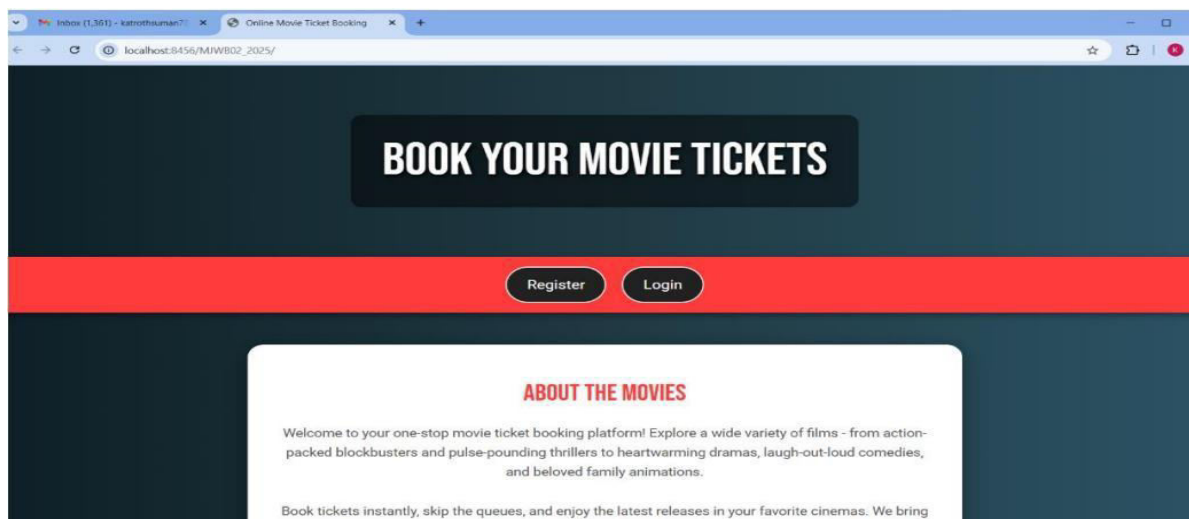 Inbox (1,361) - katrothsuman7
Online Movie Ticket Booking
localhost:8456/MJWB02_2025/
K
BOOK YOUR MOVIE TICKETS
Register
Login
ABOUT THE MOVIES
Welcome to your one-stop movie ticket booking platform! Explore a wide variety of films - from action-
packed blockbusters and pulse-pounding thrillers to heartwarming dramas, laugh-out-loud comedies,
and beloved family animations.
Book tickets instantly, skip the queues, and enjoy the latest releases in your favorite cinemas. We bring